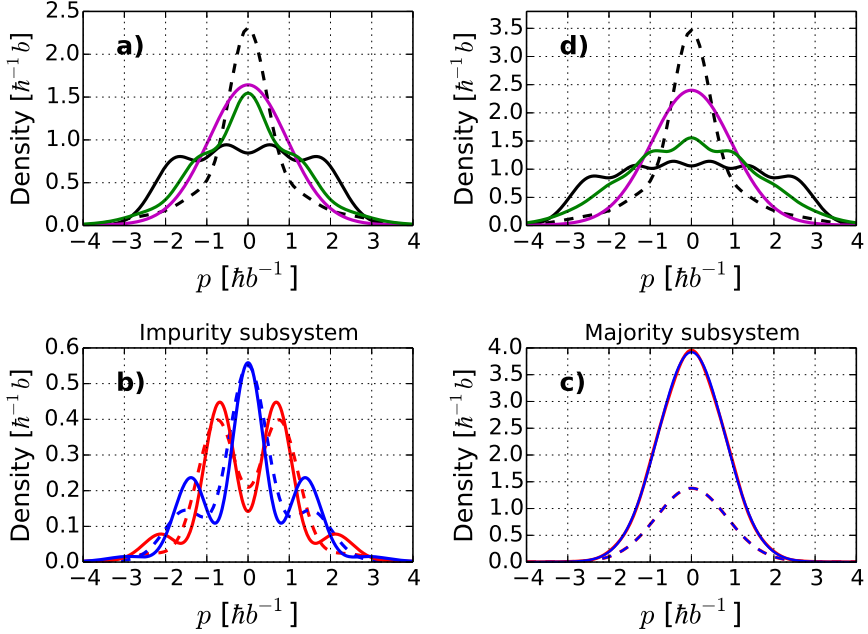 a)
2.5
2.0
1.5
1.0
0.5
0.0
Density [ℏ⁻¹b]
−4 −3 −2 −1 0 1 2 3 4
p [ℏb⁻¹]
d)
3.5
3.0
2.5
2.0
1.5
1.0
0.5
0.0
Density [ℏ⁻¹b]
−4 −3 −2 −1 0 1 2 3 4
p [ℏb⁻¹]
Impurity subsystem
b)
0.6
0.5
0.4
0.3
0.2
0.1
0.0
Density [ℏ⁻¹b]
−4 −3 −2 −1 0 1 2 3 4
p [ℏb⁻¹]
Majority subsystem
c)
4.0
3.5
3.0
2.5
2.0
1.5
1.0
0.5
0.0
Density [ℏ⁻¹b]
−4 −3 −2 −1 0 1 2 3 4
p [ℏb⁻¹]